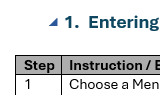 1. Entering
Step Instruction /
1 Choose a Men